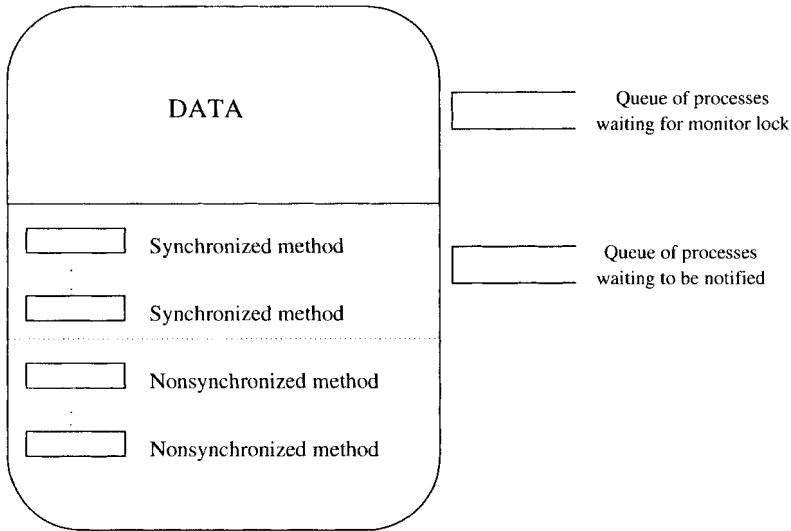 DATA
Queue of processes
waiting for monitor lock
Synchronized method
Queue of processes
waiting to be notified
Synchronized method
Nonsynchronized method
Nonsynchronized method